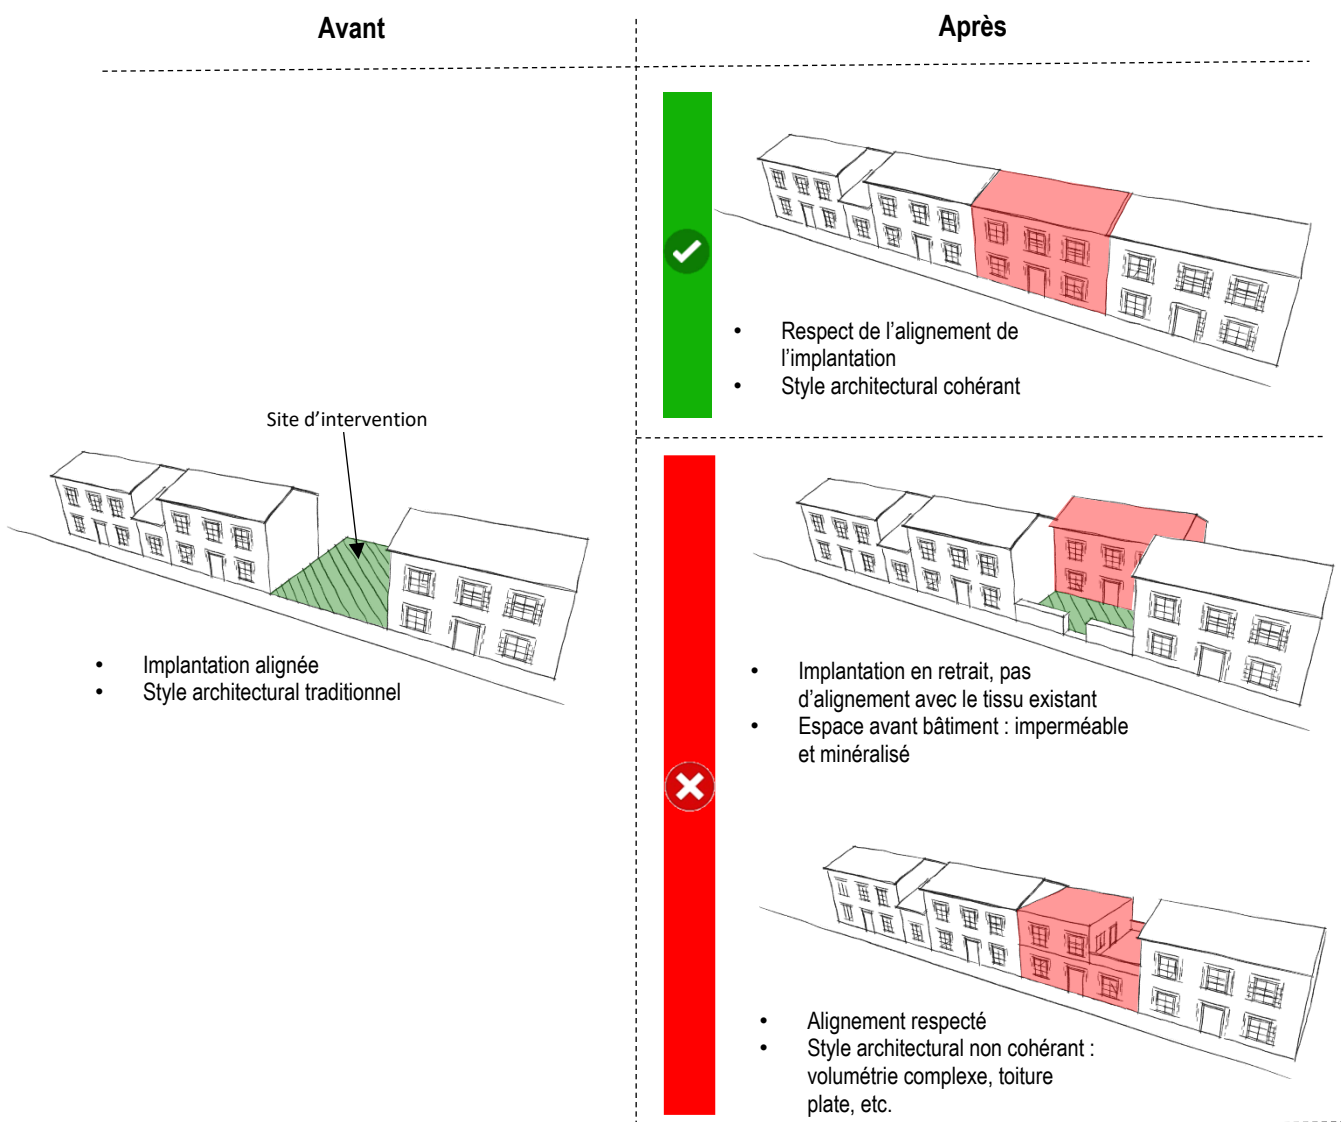 Avant
Après
Respect de l’alignement de
l’implantation
Style architectural cohérant
Site d’intervention
Implantation alignée
Style architectural traditionnel
Implantation en retrait, pas
d’alignement avec le tissu existant
Espace avant bâtiment : imperméable
et minéralisé
Alignement respecté
Style architectural non cohérant :
volumétrie complexe, toiture
plate, etc.